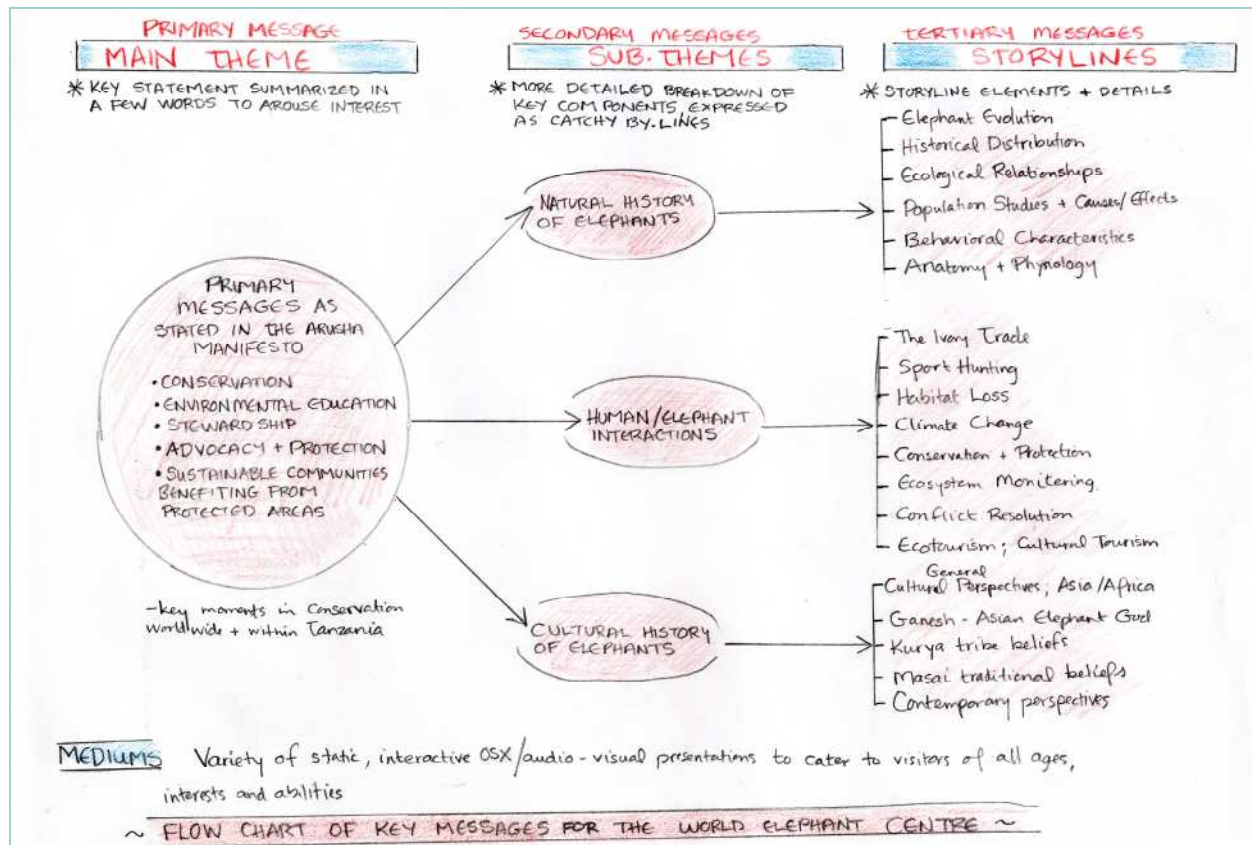 PRIMARY MESSAGE
MAIN THEME
* KEY STATEMENT SUMMARIZED IN
A FEW WORDS TO AROUSE INTEREST
SECONDARY MESSAGES
SUB.THEMES
* MORE DETAILED BREAKDOWN OF
KEY COMPONENTS, EXPRESSED
AS CATCHY BY-LINES
TERTIARY MESSAGES
STORYLINES
* STORYLINE ELEMENTS + DETAILS
PRIMARY
MESSAGES AS
STATED IN THE ARUSHA
MANIFESTO
• CONSERVATION
• ENVIRONMENTAL EDUCATION
• STEWARDSHIP
• ADVOCACY + PROTECTION
• SUSTAINABLE COMMUNITIES
BENEFITING FROM
PROTECTED AREAS
- key moments in conservation
worldwide + within Tanzania
NATURAL HISTORY
OF ELEPHANTS
- Elephant Evolution
- Historical Distribution
- Ecological Relationships
- Population Studies + Causes/Effects
- Behavioral Characteristics
- Anatomy + Physiology
HUMAN/ELEPHANT
INTERACTIONS
- The Ivory Trade
- Sport Hunting
- Habitat Loss
- Climate Change
- Conservation + Protection
- Ecosystem Monitering
- Conflict Resolution
- Ecotourism; Cultural Tourism
CULTURAL HISTORY
OF ELEPHANTS
General
Cultural Perspectives; Asia/Africa
- Ganesh - Asian Elephant God
- Kurya tribe beliefs
- Masai traditional beliefs
- Contemporary perspectives
MEDIUMS Variety of static, interactive OSX/audio-visual presentations to cater to visitors of all ages,
interests and abilities
~ FLOW CHART OF KEY MESSAGES FOR THE WORLD ELEPHANT CENTRE ~